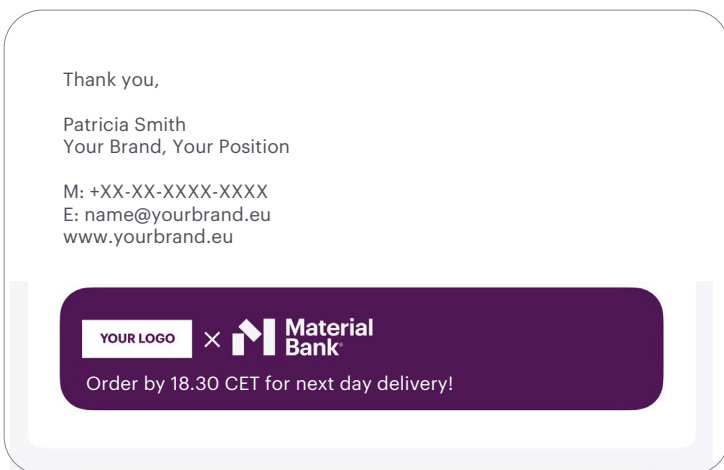 Thank you,
Patricia Smith
Your Brand, Your Position
M: +XX-XX-XXXX-XXXX
E: name@yourbrand.eu
www.yourbrand.eu
YOUR LOGO × Material
Bank®
Order by 18.30 CET for next day delivery!